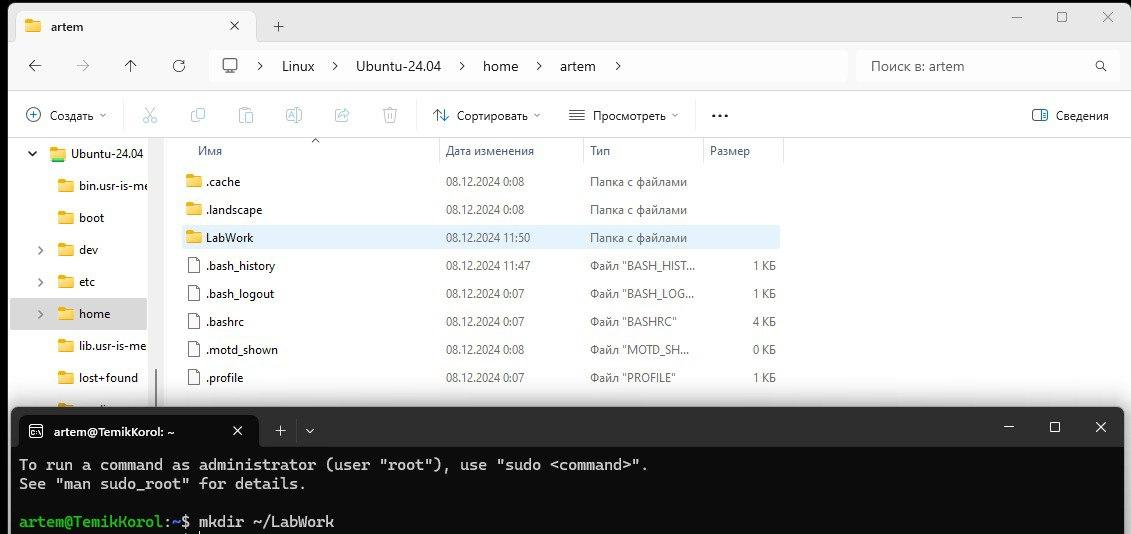 artem
Linux Ubuntu-24.04 home artem
Поиск в: artem
Создать Сортировать Просмотреть Сведения
Ubuntu-24.04
bin.usr-is-me
boot
dev
etc
home
lib.usr-is-me
lost+found
Имя Дата изменения Тип Размер
.cache 08.12.2024 0:08 Папка с файлами
.landscape 08.12.2024 0:08 Папка с файлами
LabWork 08.12.2024 11:50 Папка с файлами
.bash_history 08.12.2024 11:47 Файл "BASH_HIST... 1 КБ
.bash_logout 08.12.2024 0:07 Файл "BASH_LOG... 1 КБ
.bashrc 08.12.2024 0:07 Файл "BASHRC" 4 КБ
.motd_shown 08.12.2024 0:08 Файл "MOTD_SH... 0 КБ
.profile 08.12.2024 0:07 Файл "PROFILE" 1 КБ
artem@TemikKorol: ~
To run a command as administrator (user "root"), use "sudo <command>".
See "man sudo_root" for details.
artem@TemikKorol:~$ mkdir ~/LabWork